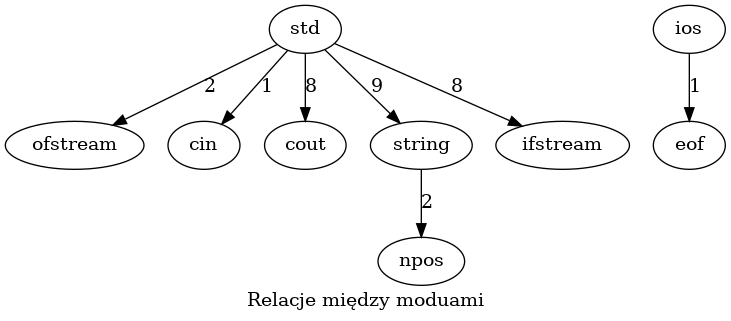 std
ios
2
1
8
9
8
1
ofstream
cin
cout
string
ifstream
eof
2
npos
Relacje między moduami